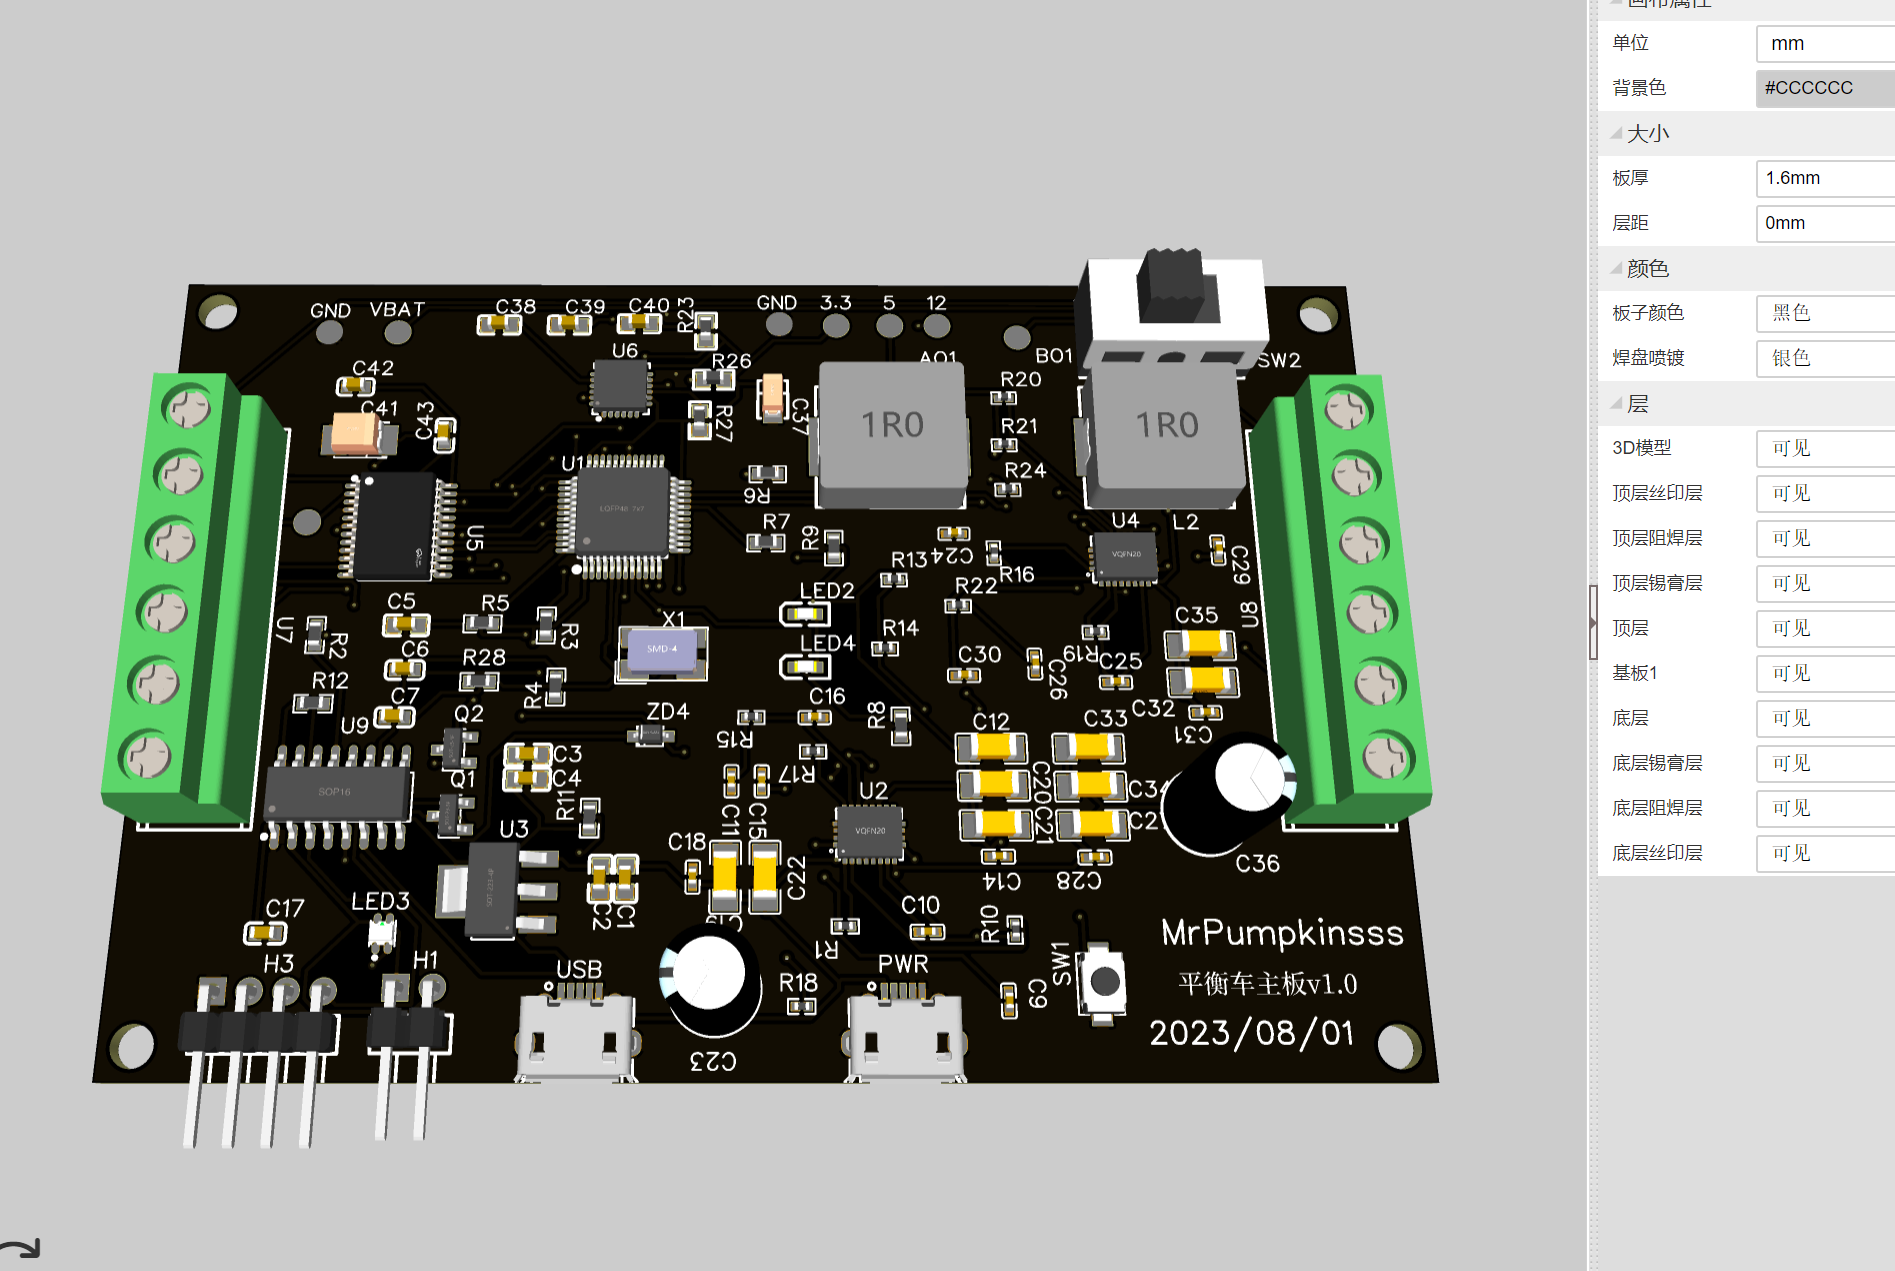 画布属性
单位 mm
背景色 #CCCCCC
大小
板厚 1.6mm
层距 0mm
颜色
板子颜色 黑色
焊盘喷镀 银色
层
3D模型 可见
顶层丝印层 可见
顶层阻焊层 可见
顶层锡膏层 可见
顶层 可见
基板1 可见
底层 可见
底层锡膏层 可见
底层阻焊层 可见
底层丝印层 可见
GND VBAT
C38 C39 C40 R23
GND 3.3 5 12
U6
AO1 BO1 SW2
C42 R26
C41 C43 R27 C37
1R0 1R0
R20
R21
R24
U1
LQFP48 7x7
R6
U5
R7 R9
U4 L2
VQFN20
C24 R16 C29
R13
R22
U7
C5 R5 R3
X1
SMD-4
LED2
LED4
R14
C35 U8
R2 C6
R28
C30 C26 R19 C25
R12 C7 R4
C16 R8
C32 C31
U9 Q2
ZD4
R15 R17
C12 C33
C3
C4
Q1
SOP16
R11
C11 C15
U2
VQFN20
C20 C21 C34
U3
C18 C22
C14 C28
C36
C2 C1
LED3
C17
H3 H1
R1 C10 R10
SW1
USB
PWR
R18 C9
C23
MrPumpkinsss
平衡车主板v1.0
2023/08/01